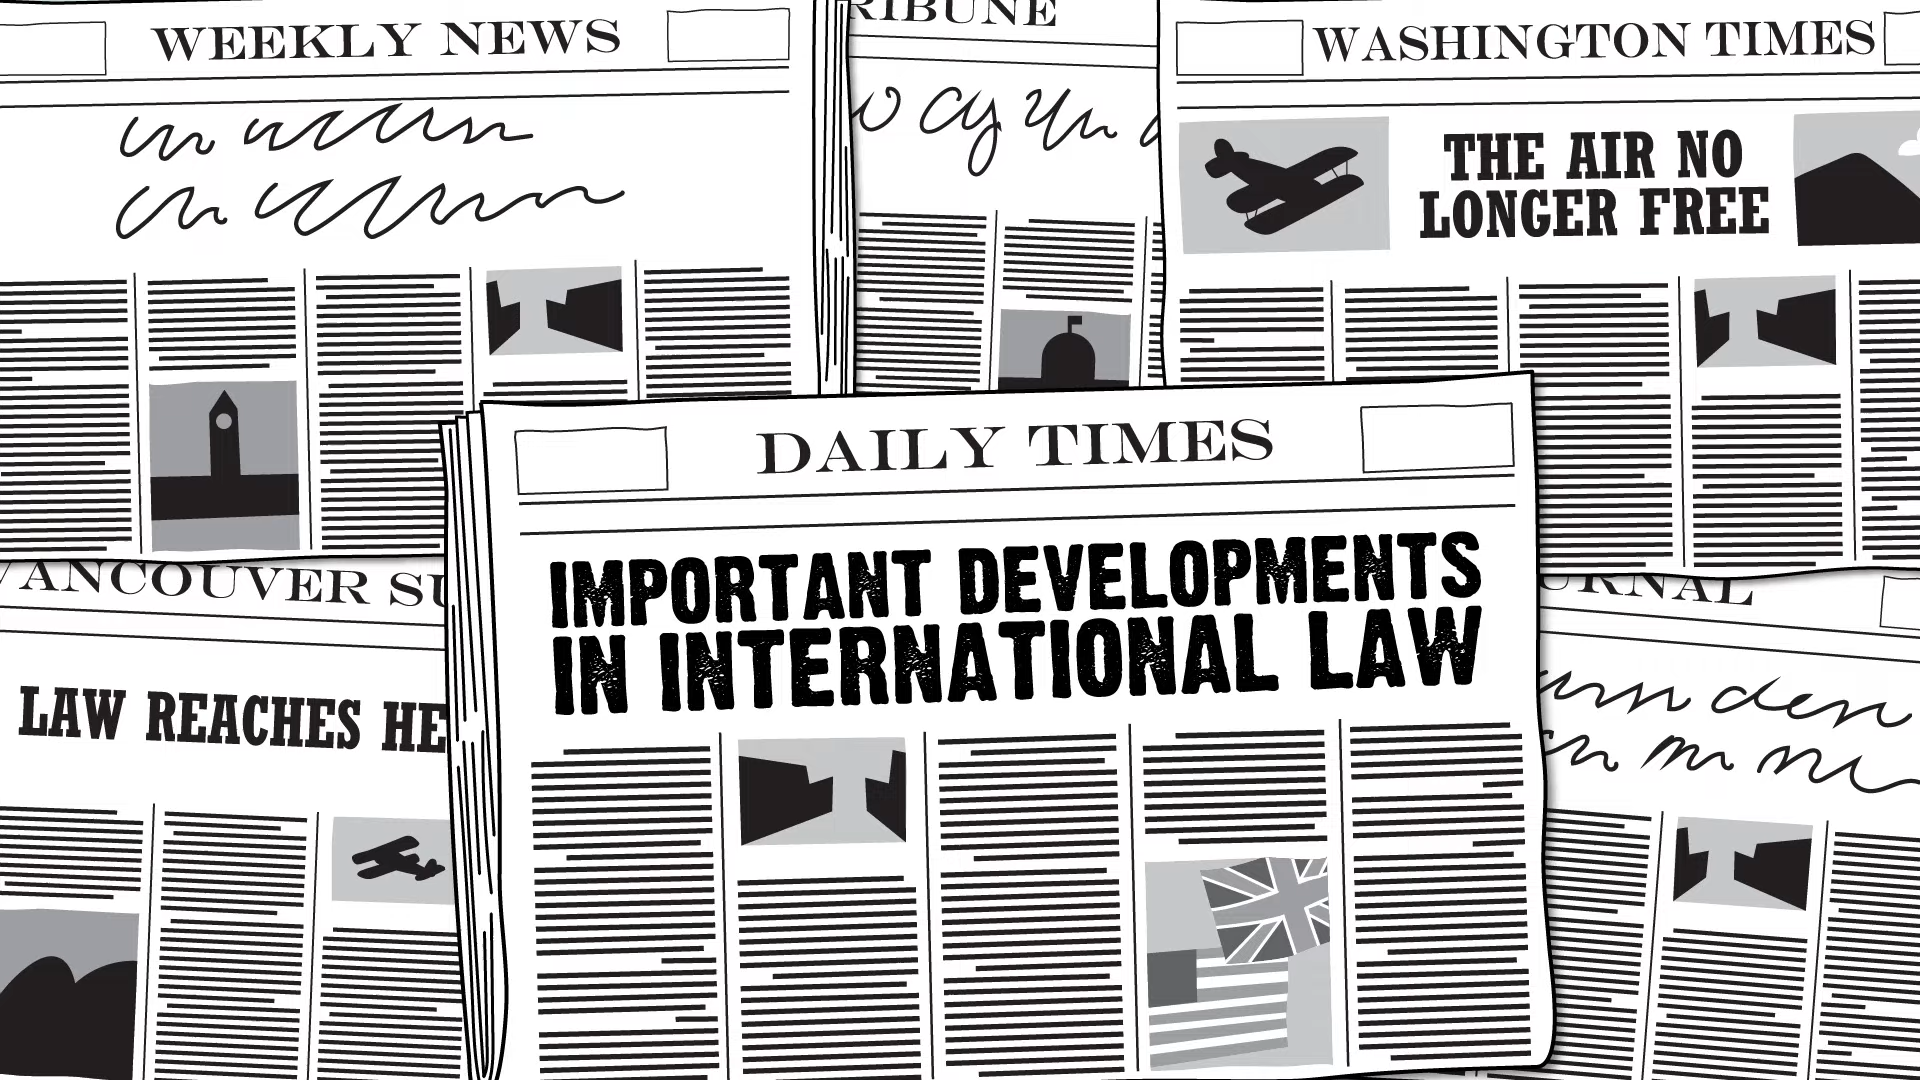 WEEKLY NEWS
RIBUNE
WASHINGTON TIMES
THE AIR NO
LONGER FREE
DAILY TIMES
IMPORTANT DEVELOPMENTS
IN INTERNATIONAL LAW
VANCOUVER SU
LAW REACHES HE
URNAL